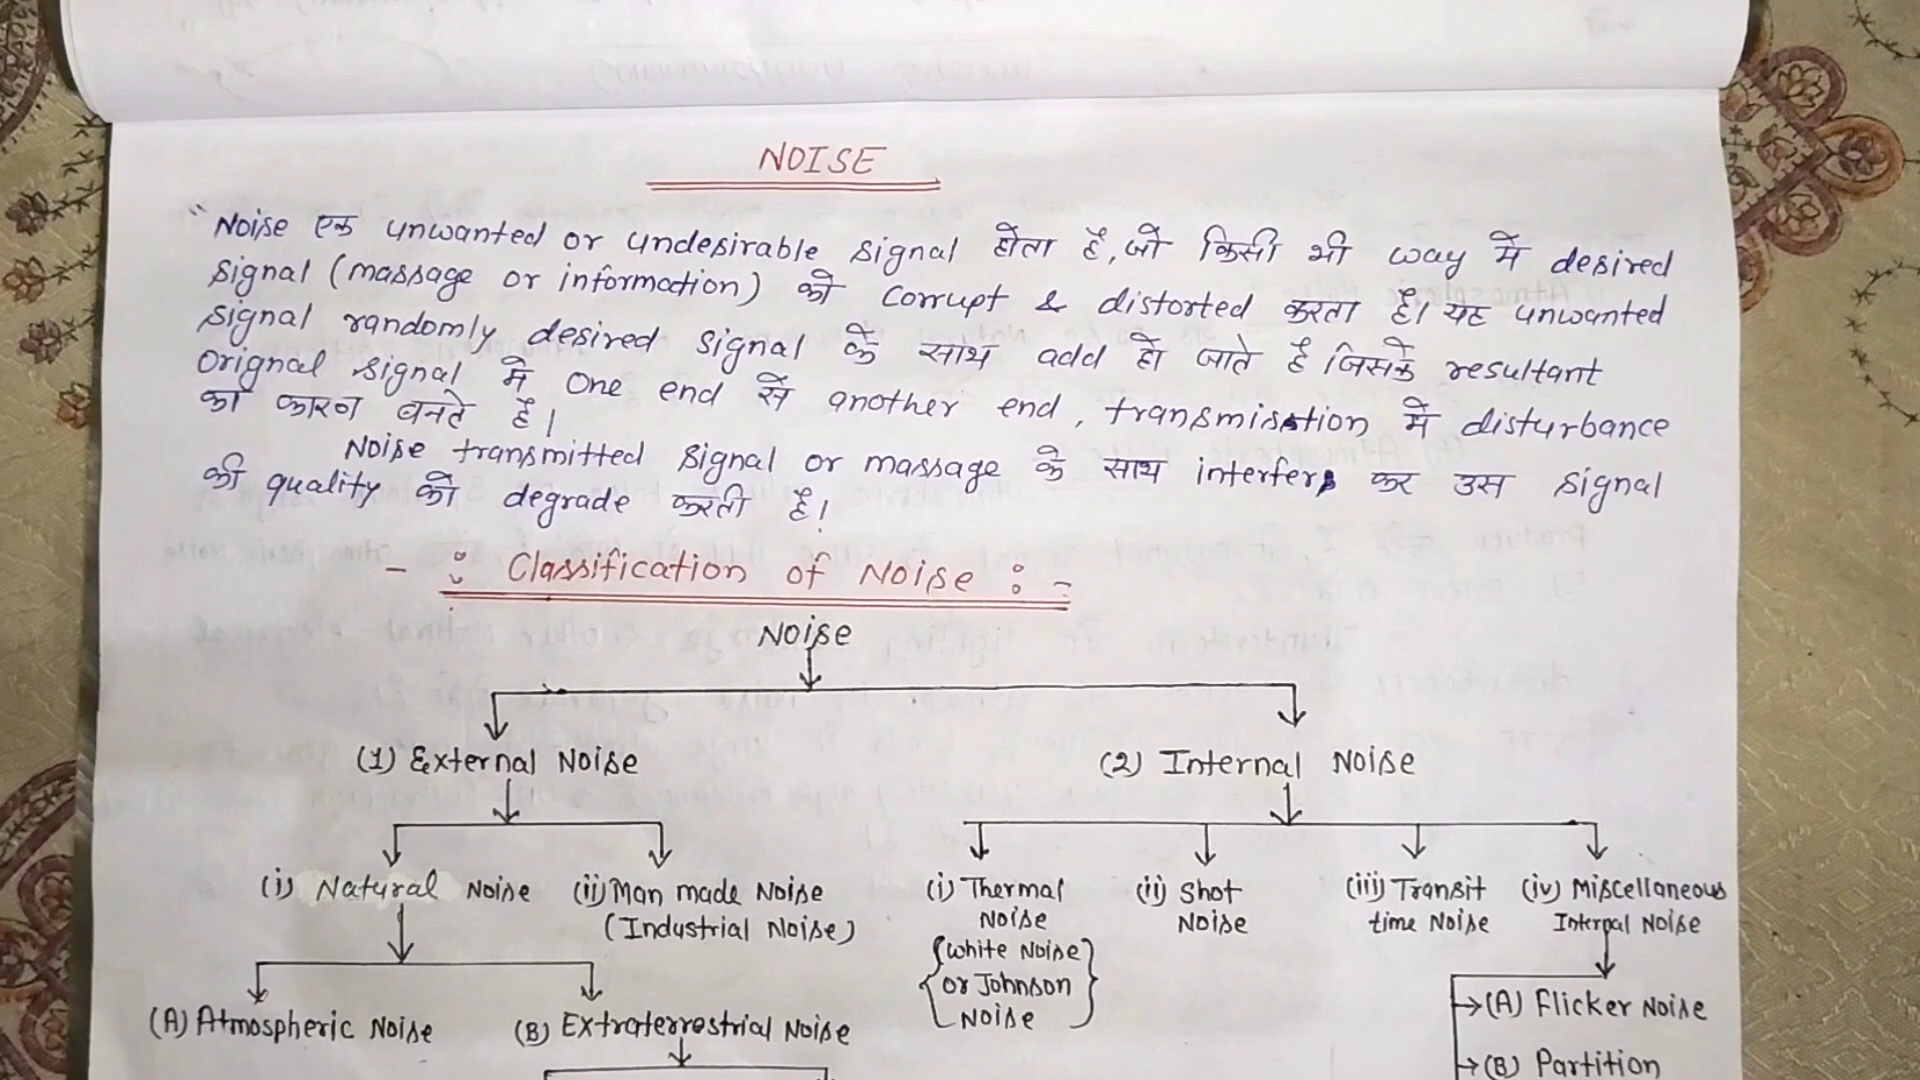 NOISE
"Noise एक unwanted or undesirable signal होता है, जो किसी भी way में desired
signal (massage or information) को corrupt & distorted करता है। यह unwanted
signal randomly desired signal के साथ add हो जाते है जिसके resultant
orignal signal में one end से another end, transmisstion में disturbance
का कारण बनते है।
Noise transmitted signal or massage के साथ interfers कर उस signal
की quality को degrade करती है।
-: Classification of Noise :-
Noise
(1) External Noise (2) Internal Noise
(i) Natural Noise (ii) Man made Noise (i) Thermal (ii) Shot (iii) Transit (iv) Miscellaneous
(Industrial Noise) Noise Noise time Noise Internal Noise
{White Noise
or Johnson
Noise}
(A) Flicker Noise
(A) Atmospheric Noise (B) Extraterrestrial Noise
(B) Partition